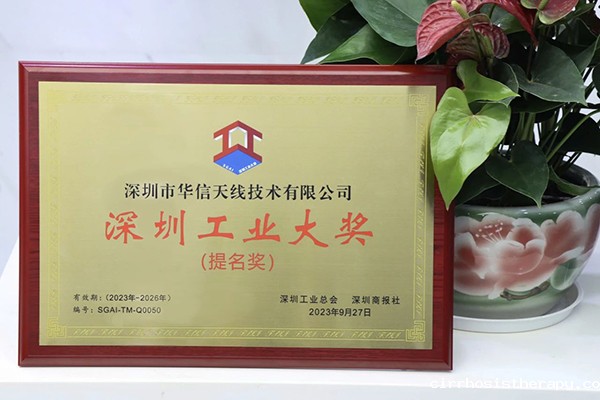 深圳市华信天线技术有限公司
深圳工业大奖
(提名奖)
有效期：(2023年-2026年)
编号：SGAI-TM-Q0050
深圳工业总会 深圳商报社
2023年9月27日
cirrhosistherapy.co